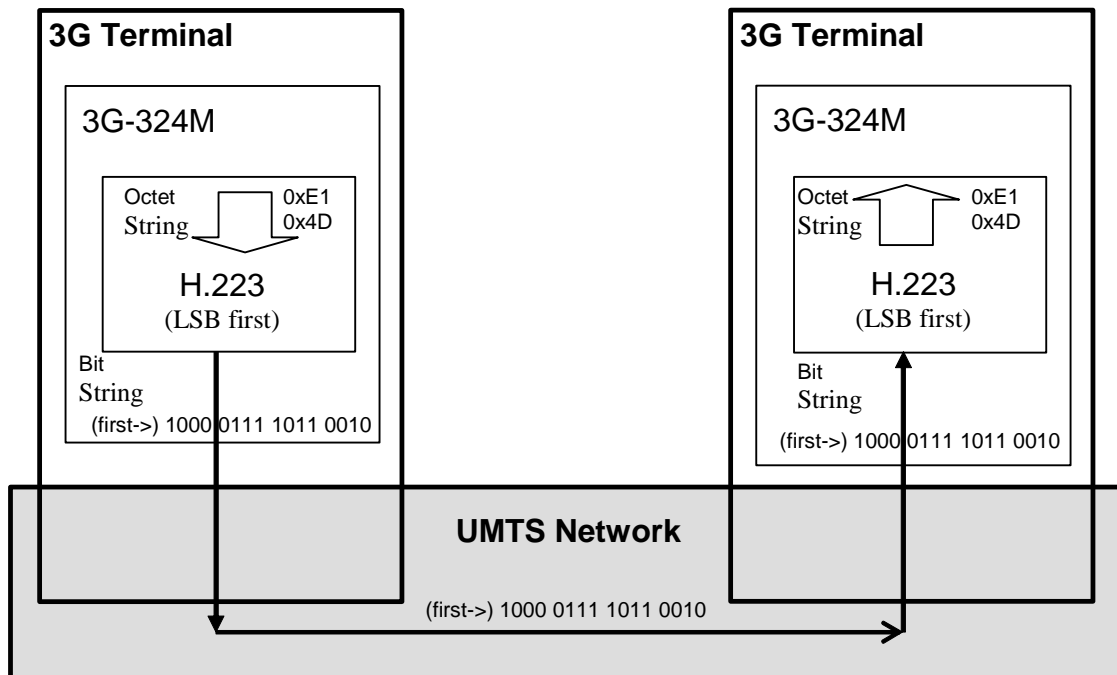 3G Terminal
3G-324M
Octet
String
0xE1
0x4D
H.223
(LSB first)
Bit
String
(first->) 1000 0111 1011 0010
3G Terminal
3G-324M
Octet
String
0xE1
0x4D
H.223
(LSB first)
Bit
String
(first->) 1000 0111 1011 0010
UMTS Network
(first->) 1000 0111 1011 0010